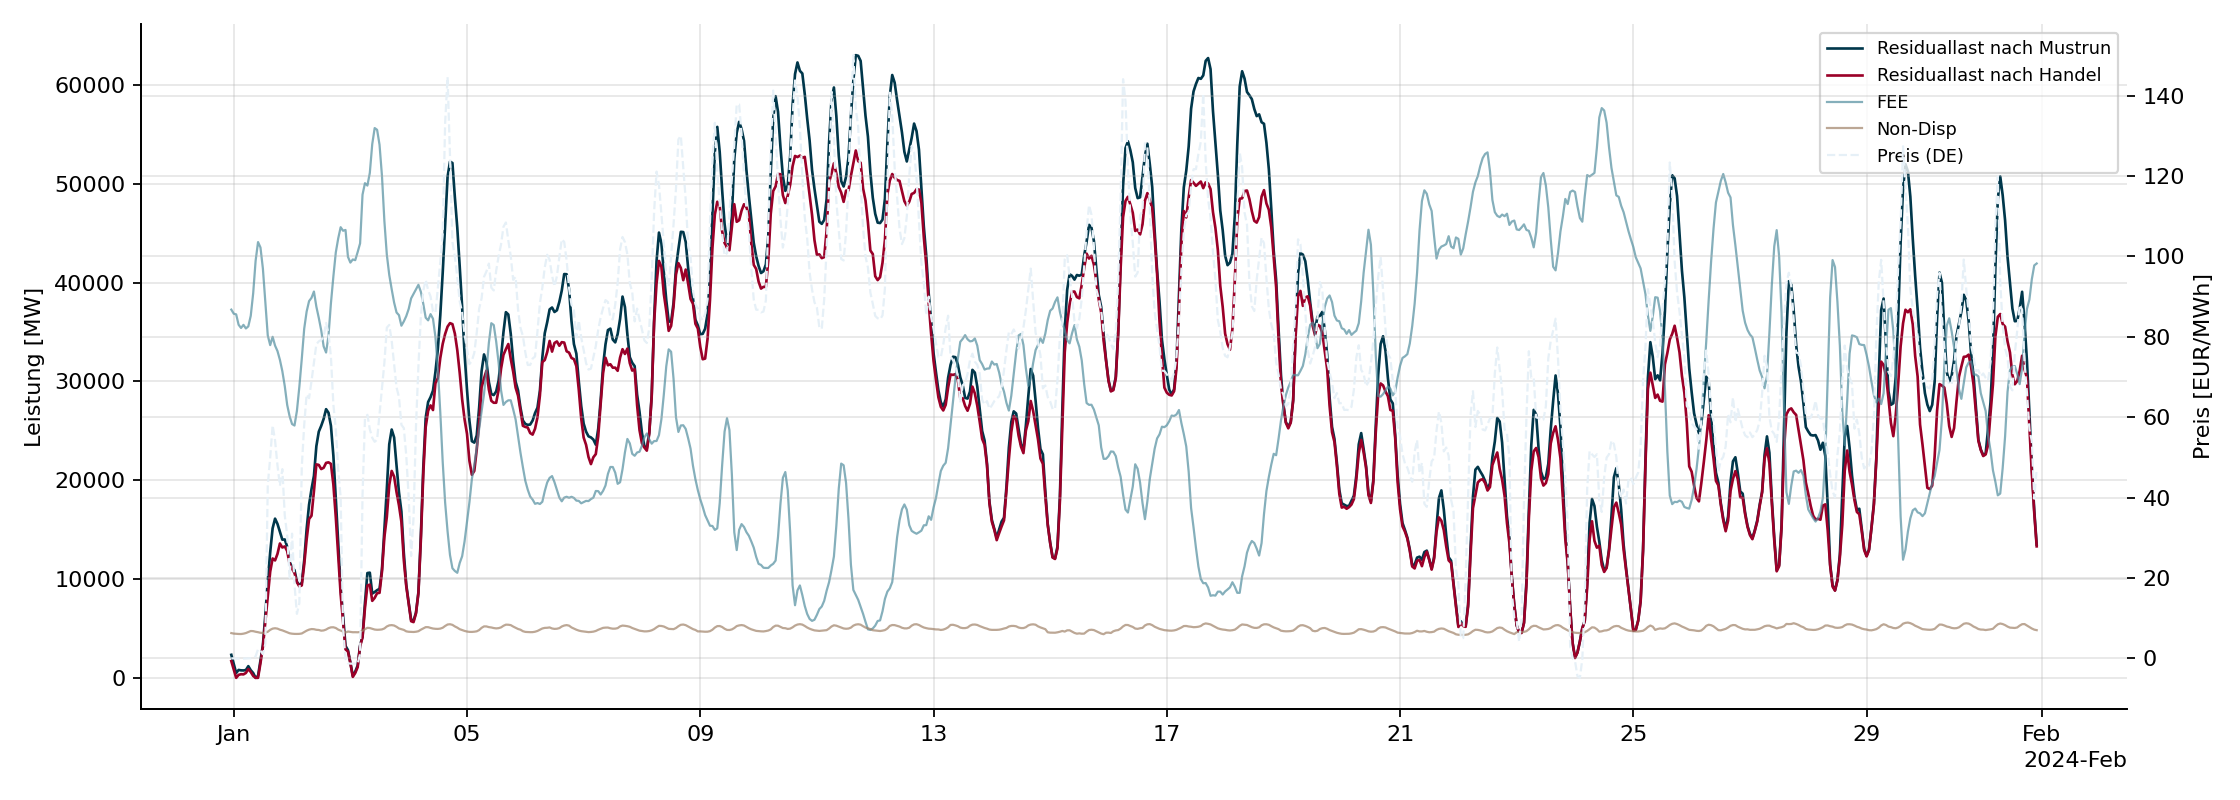 Leistung [MW]
60000
50000
40000
30000
20000
10000
0
Residuallast nach Mustrun
Residuallast nach Handel
FEE
Non-Disp
Preis (DE)
140
120
100
80
60
40
20
0
Preis [EUR/MWh]
Jan 05 09 13 17 21 25 29 Feb
2024-Feb